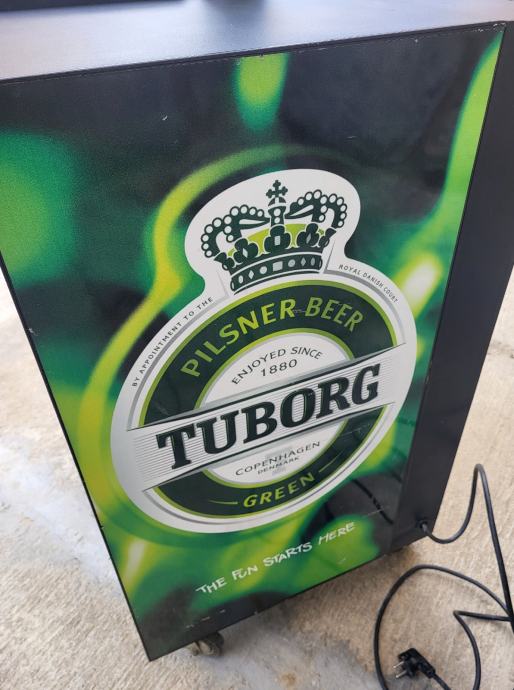 BY APPOINTMENT TO THE
ROYAL DANISH COURT
PILSNER-BEER
ENJOYED SINCE
1880
TUBORG
COPENHAGEN
DENMARK
GREEN
THE FUN STARTS HERE